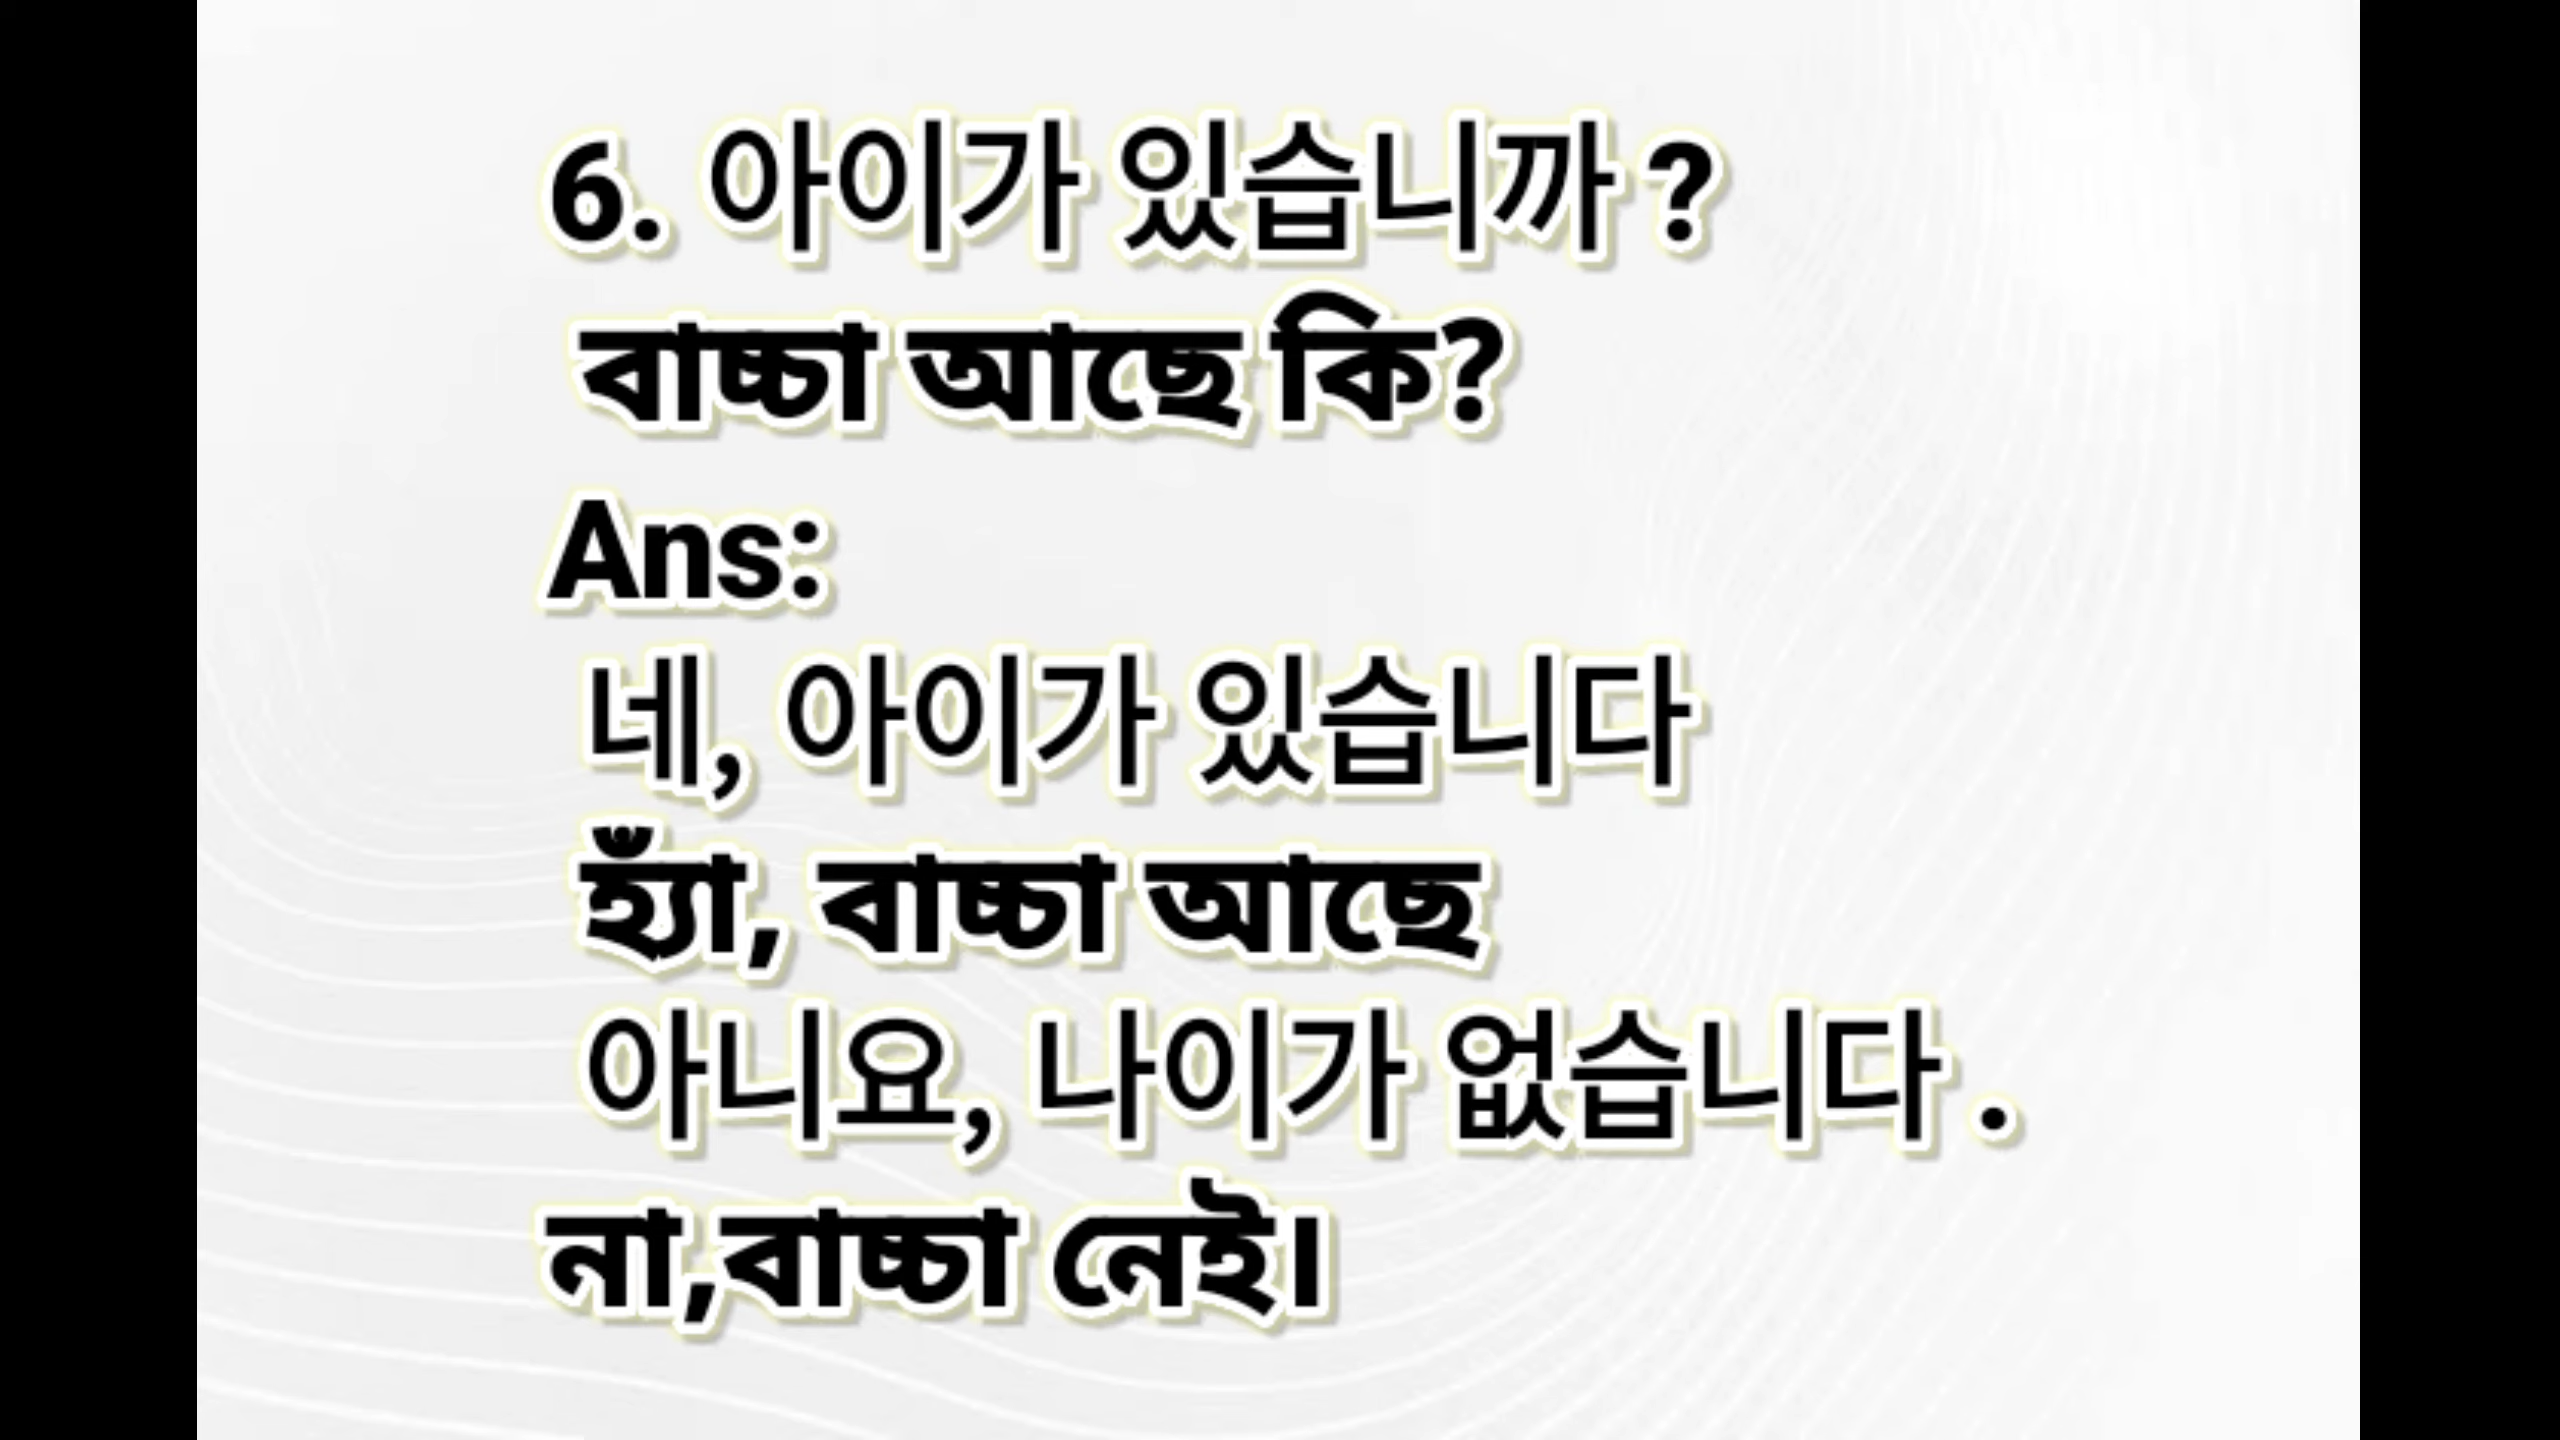 6. 아이가 있습니까 ?
বাচ্চা আছে কি?
Ans:
네, 아이가 있습니다
হ্যাঁ, বাচ্চা আছে
아니요, 나이가 없습니다 .
না,বাচ্চা নেই।